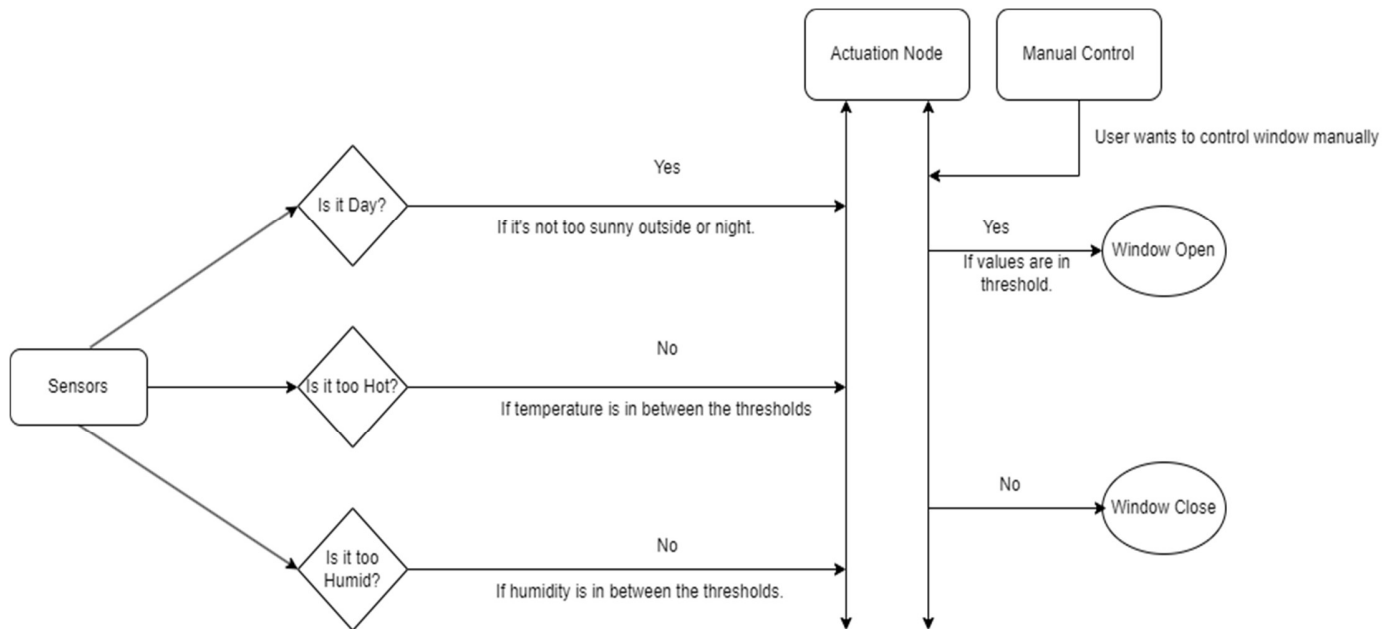 Actuation Node
Manual Control
User wants to control window manually
Yes
Is it Day?
If it's not too sunny outside or night.
Yes
If values are in
threshold.
Window Open
No
Sensors
Is it too Hot?
If temperature is in between the thresholds
No
Window Close
No
Is it too
Humid?
If humidity is in between the thresholds.